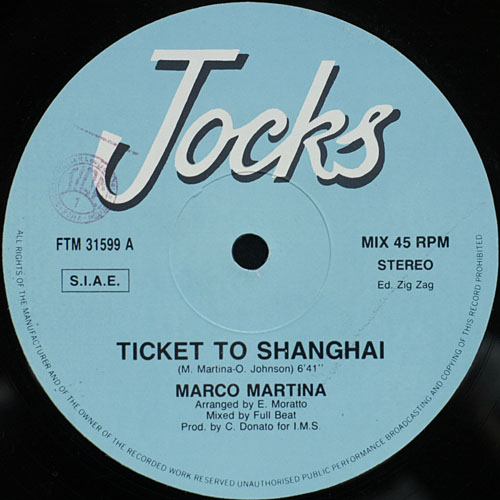 Jocks
FTM 31599 A
MIX 45 RPM
S.I.A.E.
STEREO
Ed. Zig Zag
TICKET TO SHANGHAI
(M. Martina-O. Johnson) 6'41''
MARCO MARTINA
Arranged by E. Moratto
Mixed by Full Beat
Prod. by C. Donato for I.M.S.
ALL RIGHTS OF THE MANUFACTURER AND OF THE OWNER OF THE RECORDED WORK RESERVED UNAUTHORISED PUBLIC PERFORMANCE BROADCASTING AND COPYING OF THIS RECORD PROHIBITED